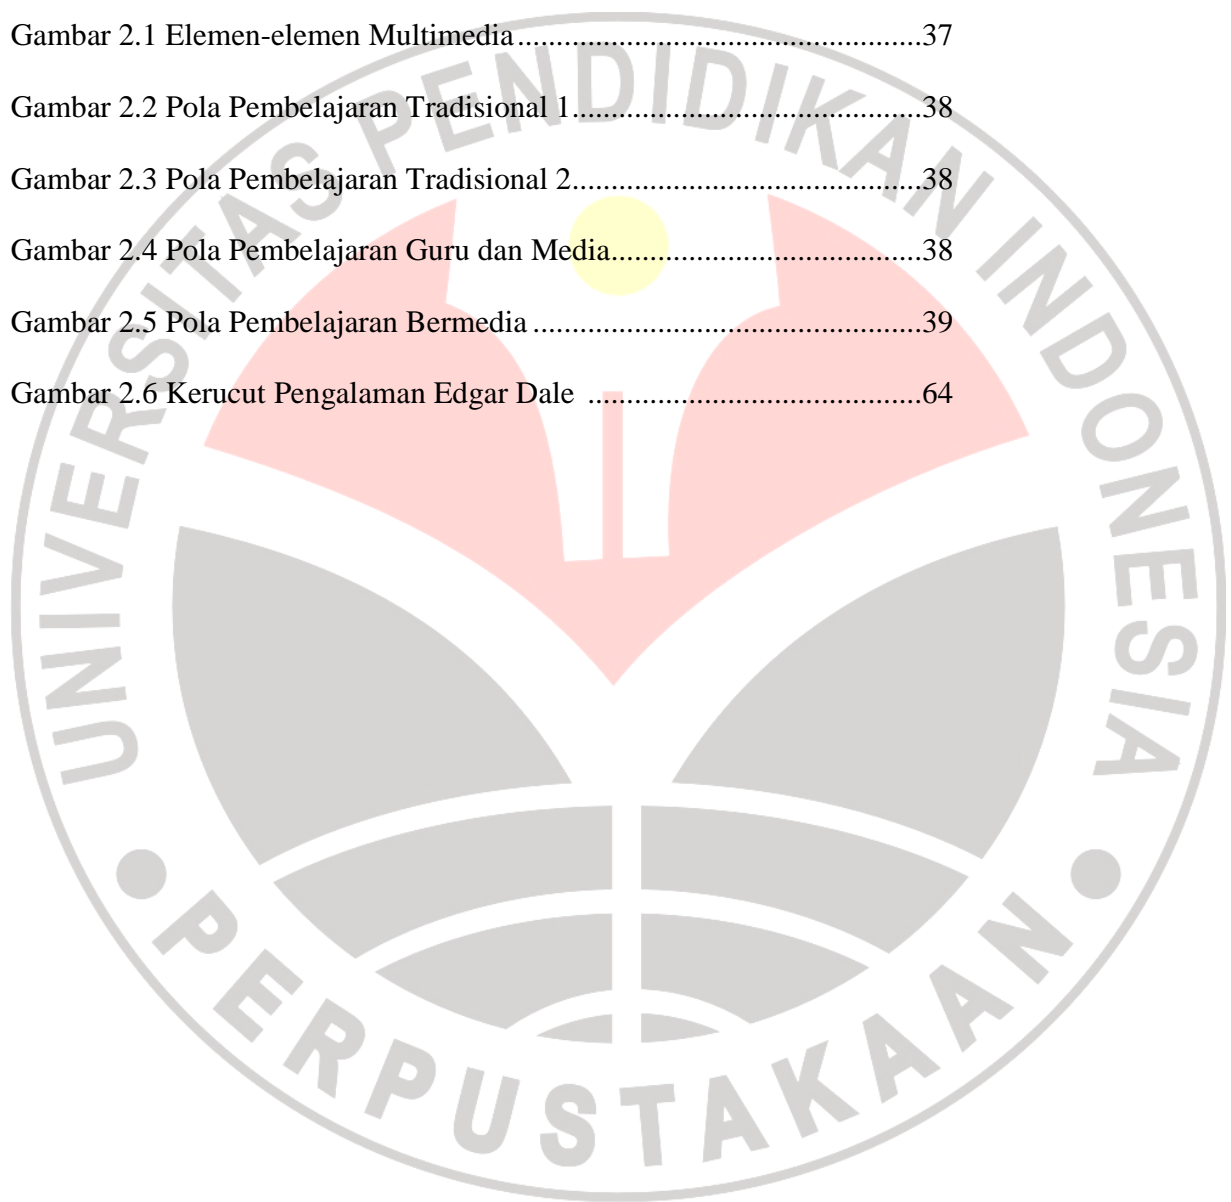 Gambar 2.1 Elemen-elemen Multimedia............................................37
Gambar 2.2 Pola Pembelajaran Tradisional 1......................................38
Gambar 2.3 Pola Pembelajaran Tradisional 2......................................38
Gambar 2.4 Pola Pembelajaran Guru dan Media..................................38
Gambar 2.5 Pola Pembelajaran Bermedia ..........................................39
Gambar 2.6 Kerucut Pengalaman Edgar Dale ....................................64
UNIVERSITAS PENDIDIKAN INDONESIA
PERPUSTAKAAN